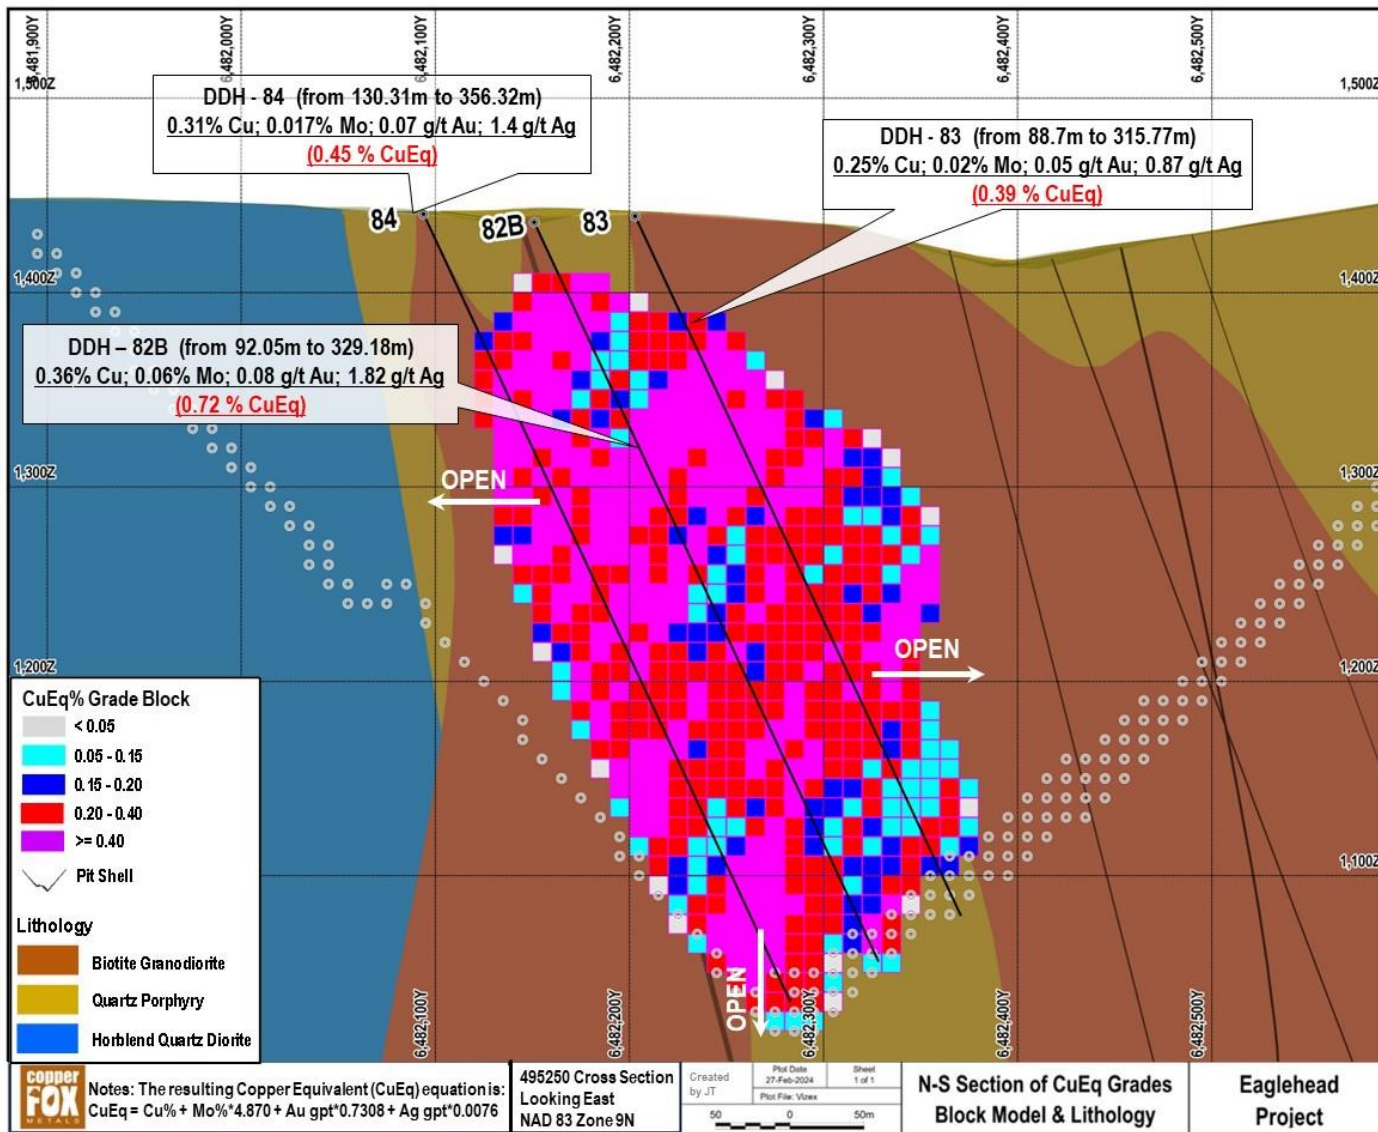 6,481,900Y
6,482,000Y
6,482,100Y
6,482,200Y
6,482,300Y
6,482,400Y
6,482,500Y
1,500Z
1,500Z
DDH - 84 (from 130.31m to 356.32m)
0.31% Cu; 0.017% Mo; 0.07 g/t Au; 1.4 g/t Ag
(0.45 % CuEq)
DDH - 83 (from 88.7m to 315.77m)
0.25% Cu; 0.02% Mo; 0.05 g/t Au; 0.87 g/t Ag
(0.39 % CuEq)
84
82B
83
1,400Z
1,400Z
DDH – 82B (from 92.05m to 329.18m)
0.36% Cu; 0.06% Mo; 0.08 g/t Au; 1.82 g/t Ag
(0.72 % CuEq)
OPEN
1,300Z
1,300Z
OPEN
1,200Z
1,200Z
CuEq% Grade Block
< 0.05
0.05 - 0.15
0.15 - 0.20
0.20 - 0.40
>= 0.40
Pit Shell
1,100Z
Lithology
Biotite Granodiorite
Quartz Porphyry
Horblend Quartz Diorite
OPEN
6,482,100Y
6,482,200Y
6,482,300Y
6,482,400Y
6,482,500Y
copper
FOX
METALS
Notes: The resulting Copper Equivalent (CuEq) equation is:
CuEq = Cu% + Mo%*4.870 + Au gpt*0.7308 + Ag gpt*0.0076
495250 Cross Section
Looking East
NAD 83 Zone 9N
Created
by JT
Plot Date
27-Feb-2024
Sheet
1 of 1
Plot File: Vizex
50 0 50m
N-S Section of CuEq Grades
Block Model & Lithology
Eaglehead
Project